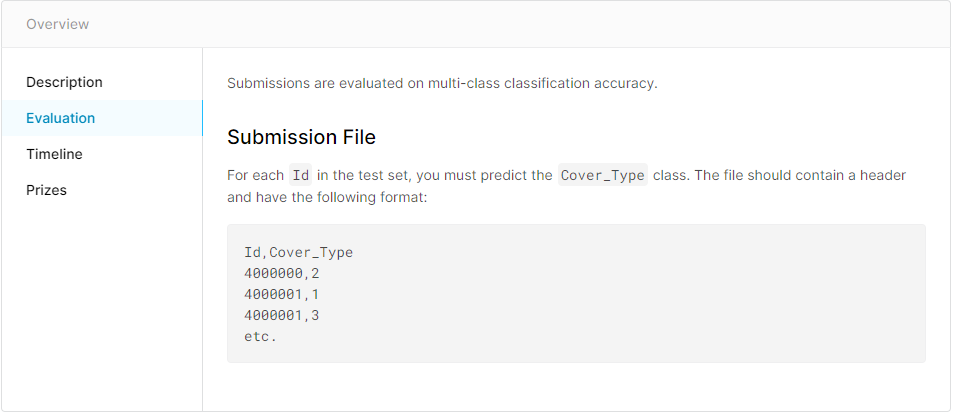 Overview
Description
Evaluation
Timeline
Prizes
Submissions are evaluated on multi-class classification accuracy.
Submission File
For each Id in the test set, you must predict the Cover_Type class. The file should contain a header
and have the following format:
Id,Cover_Type
4000000,2
4000001,1
4000001,3
etc.